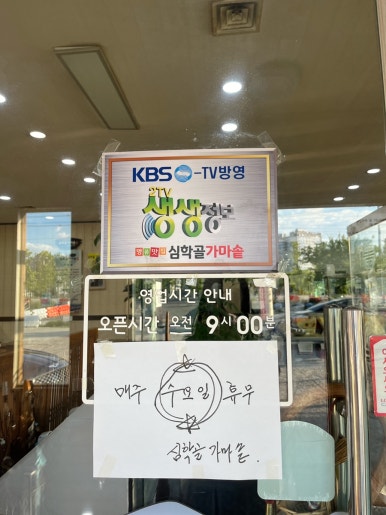 KBS-TV방영
2TV
생생정보
심학골가마솥
영업시간 안내
오픈시간 오전 9시00분
매주 수요일 휴무
심학골 가마솥.